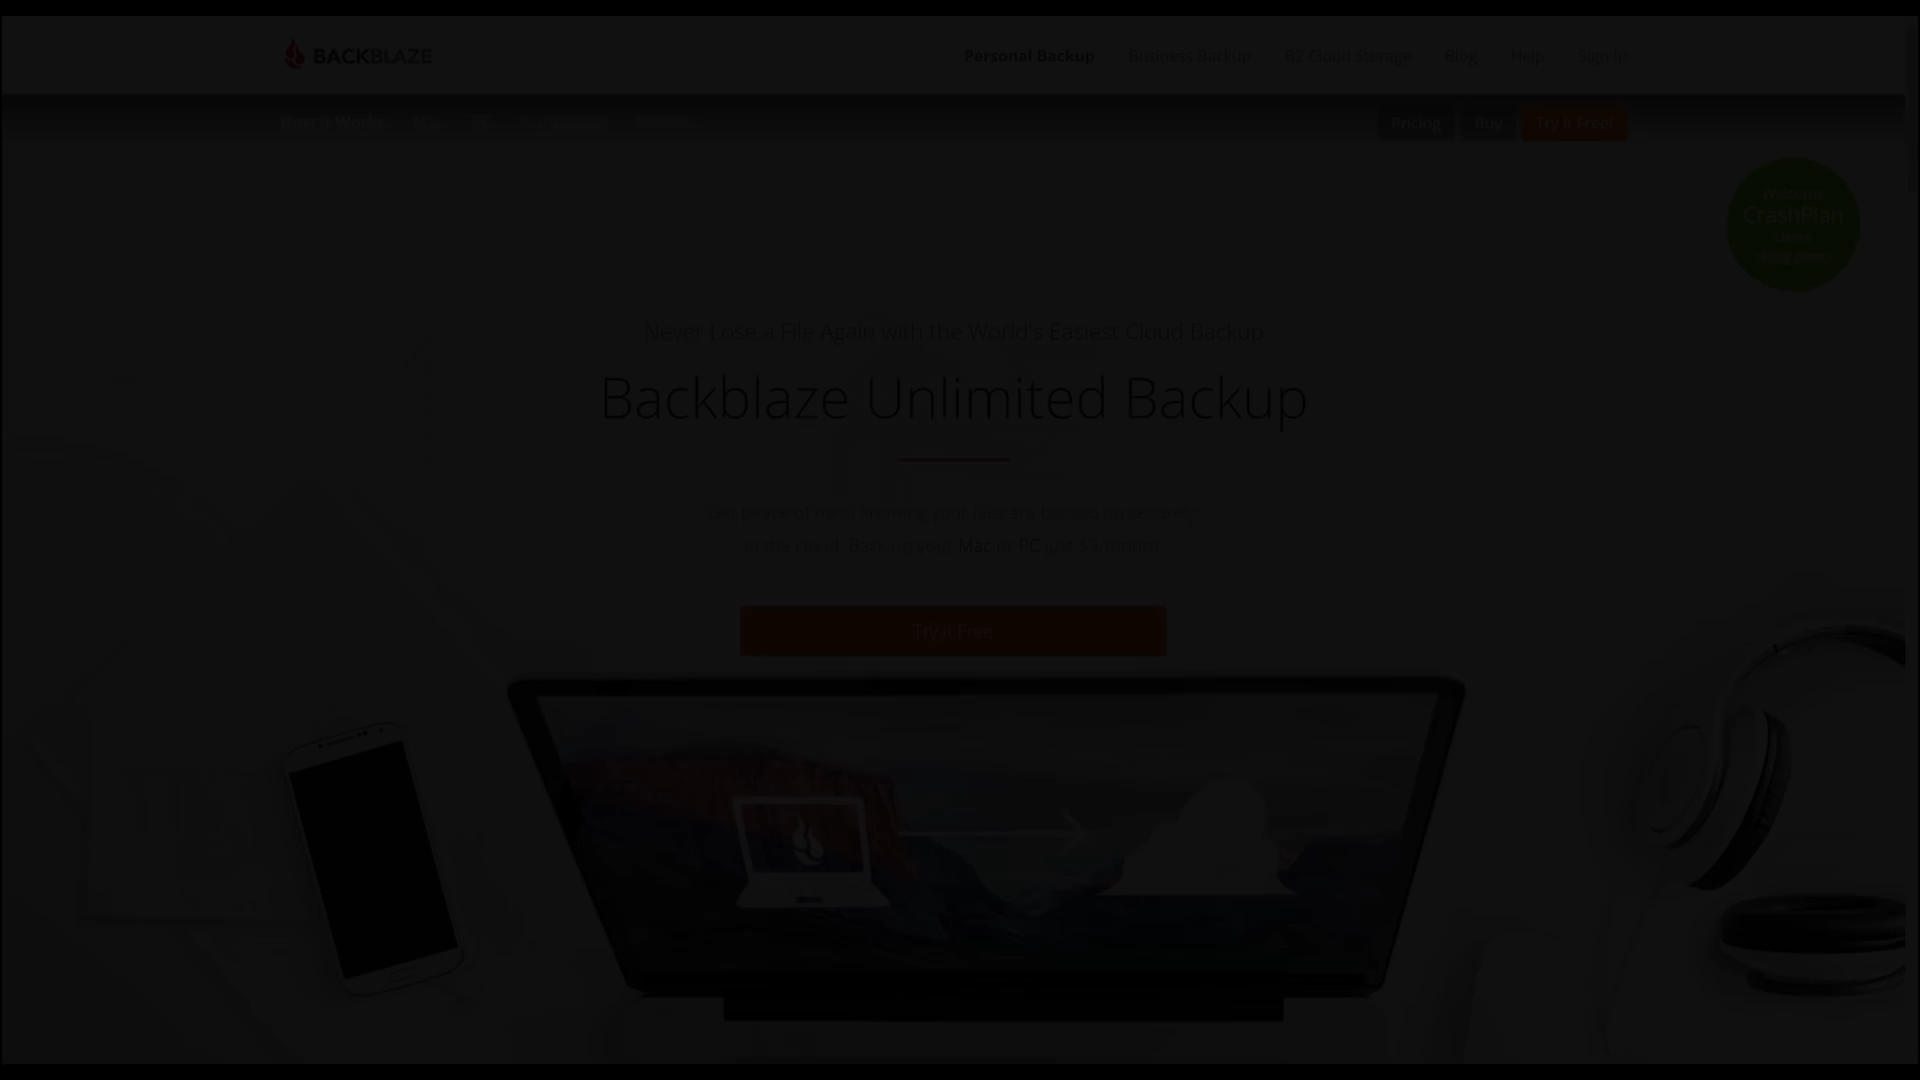 BACKBLAZE
Personal Backup Business Backup B2 Cloud Storage Blog Help Sign In
How it Works
Pricing Buy Try it Free!
Welcome
CrashPlan
Never Lose a File Again with the World's Easiest Cloud Backup
Backblaze Unlimited Backup
Get peace of mind knowing your files are backed up securely
in the cloud. Back up your Mac or PC just $5/month.
Try it Free